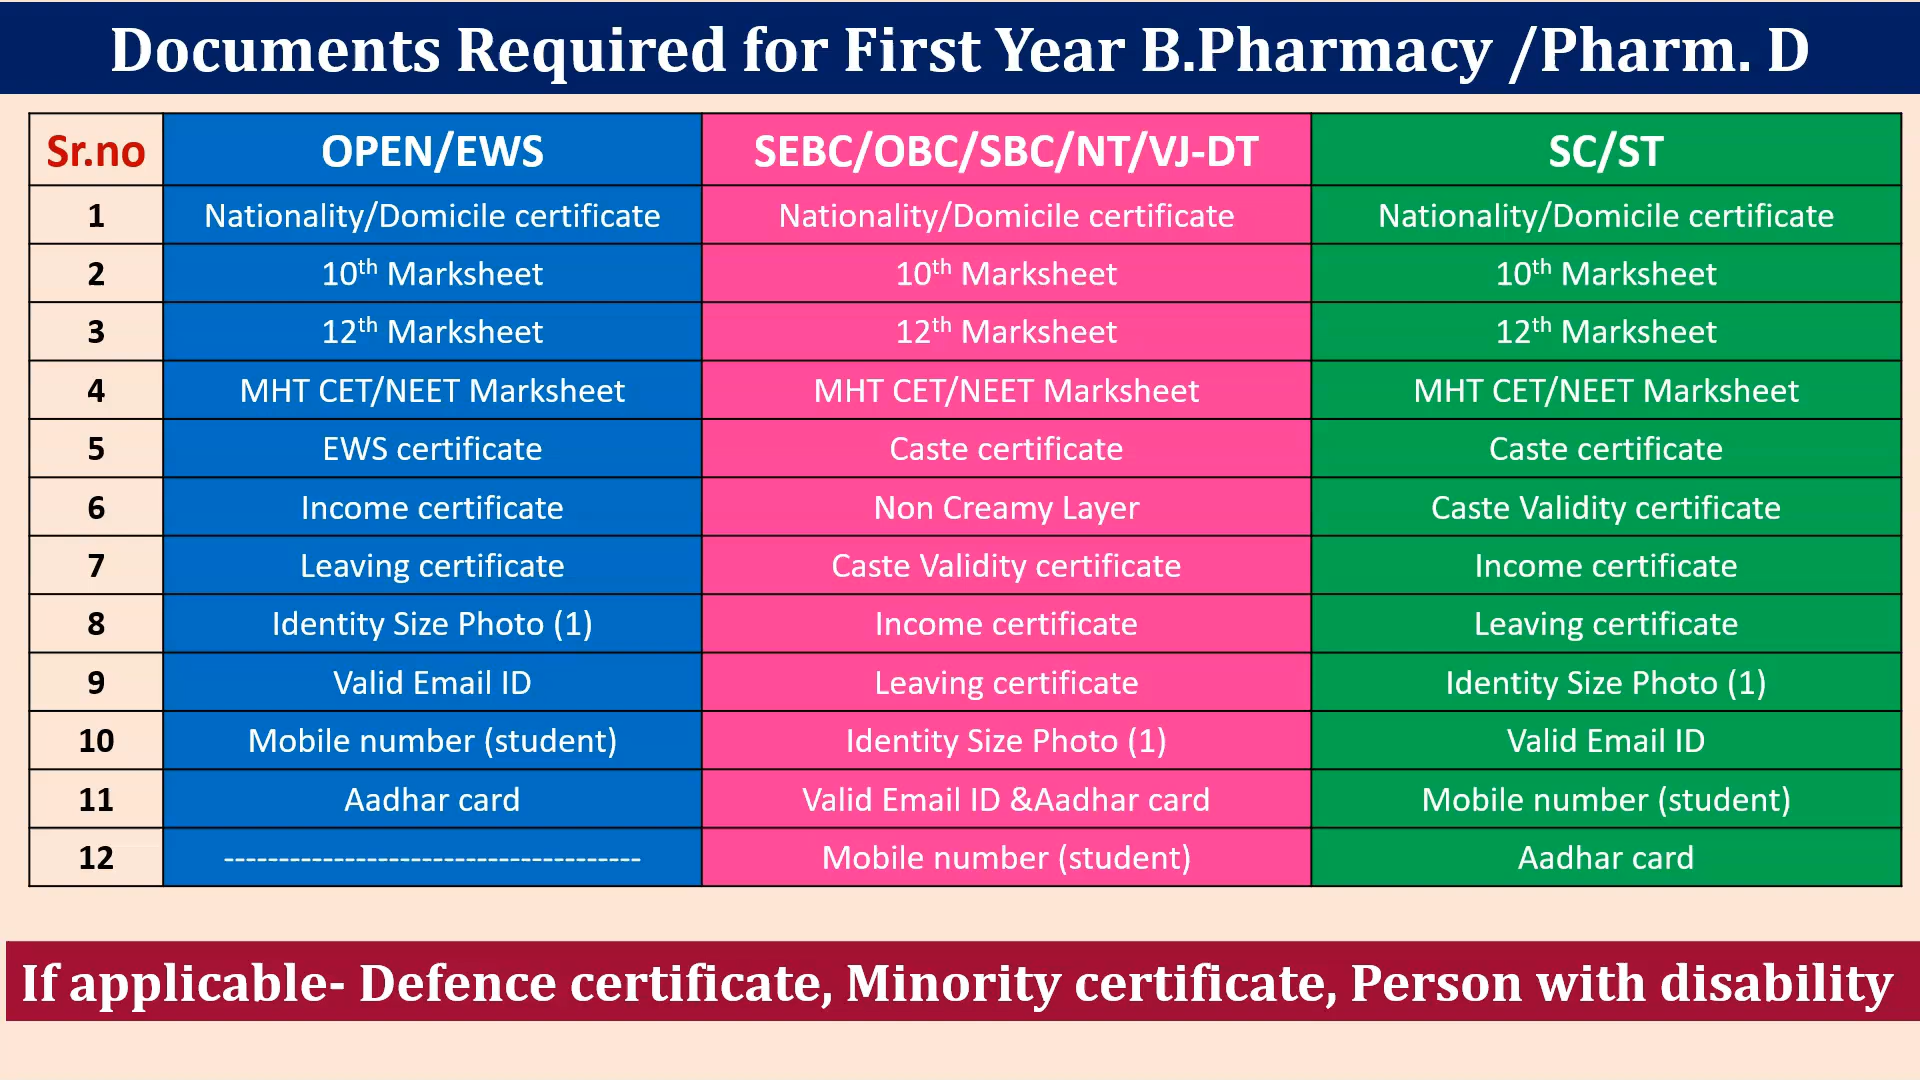 Documents Required for First Year B.Pharmacy /Pharm. D
Sr.no OPEN/EWS SEBC/OBC/SBC/NT/VJ-DT SC/ST
1 Nationality/Domicile certificate Nationality/Domicile certificate Nationality/Domicile certificate
2 10th Marksheet 10th Marksheet 10th Marksheet
3 12th Marksheet 12th Marksheet 12th Marksheet
4 MHT CET/NEET Marksheet MHT CET/NEET Marksheet MHT CET/NEET Marksheet
5 EWS certificate Caste certificate Caste certificate
6 Income certificate Non Creamy Layer Caste Validity certificate
7 Leaving certificate Caste Validity certificate Income certificate
8 Identity Size Photo (1) Income certificate Leaving certificate
9 Valid Email ID Leaving certificate Identity Size Photo (1)
10 Mobile number (student) Identity Size Photo (1) Valid Email ID
11 Aadhar card Valid Email ID &Aadhar card Mobile number (student)
12 -------------------------------------- Mobile number (student) Aadhar card
If applicable- Defence certificate, Minority certificate, Person with disability